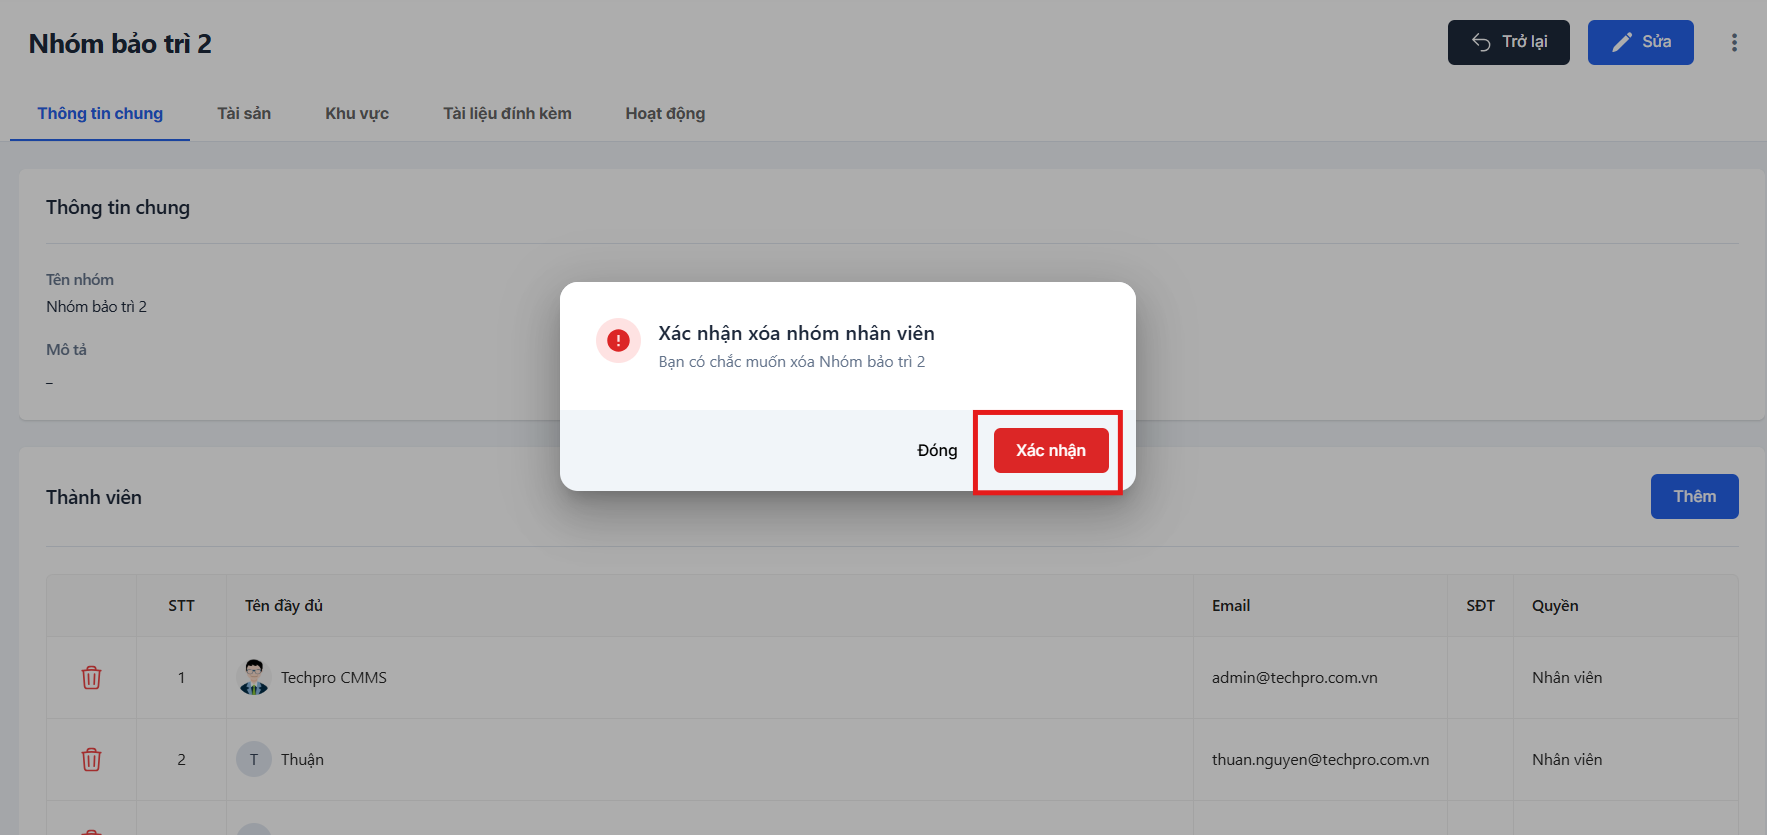 Nhóm bảo trì 2
Trở lại
Sửa
Thông tin chung
Tài sản
Khu vực
Tài liệu đính kèm
Hoạt động
Thông tin chung
Tên nhóm
Nhóm bảo trì 2
Mô tả
–
Xác nhận xóa nhóm nhân viên
Bạn có chắc muốn xóa Nhóm bảo trì 2
Đóng
Xác nhận
Thành viên
Thêm
STT Tên đầy đủ Email SĐT Quyền
1 Techpro CMMS admin@techpro.com.vn Nhân viên
2 T Thuận thuan.nguyen@techpro.com.vn Nhân viên